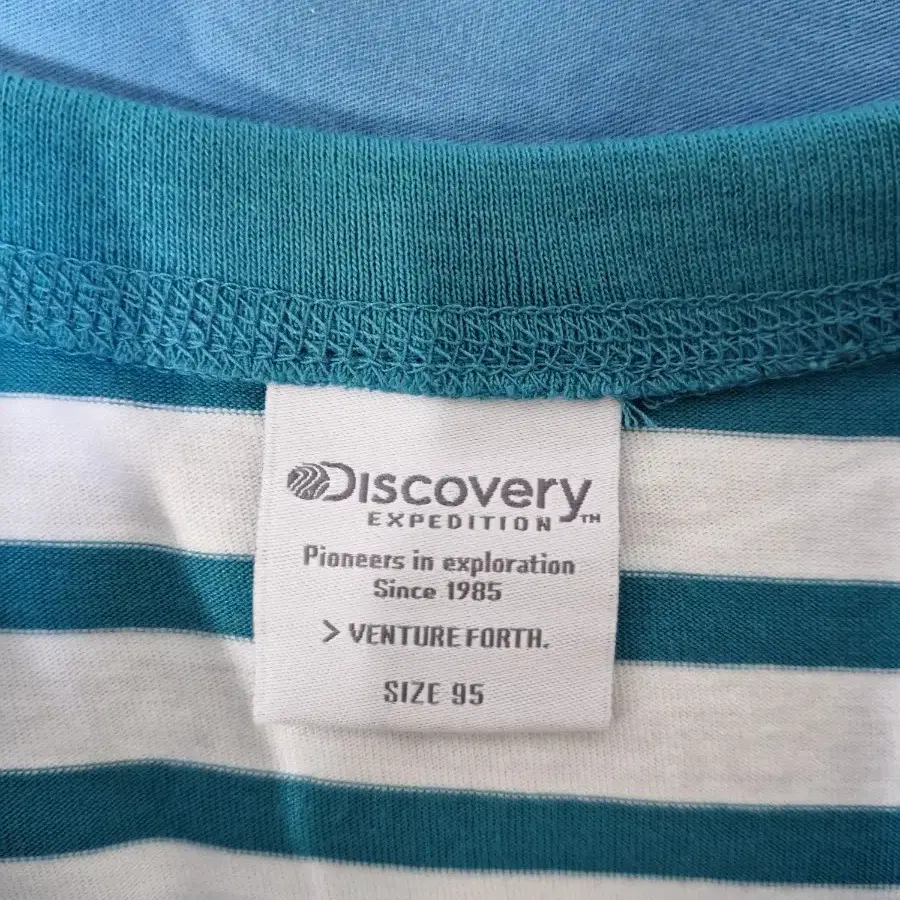 Discovery
EXPEDITION™
Pioneers in exploration
Since 1985
> VENTURE FORTH.
SIZE 95